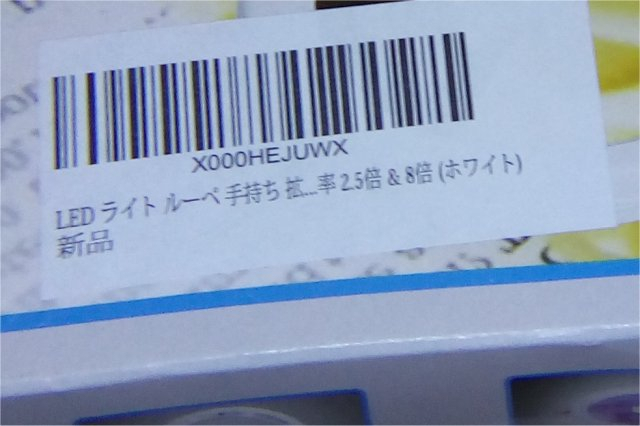 X000HEJUWX
LED ライト ルーペ 手持ち 拡...率 2.5倍 & 8倍 (ホワイト)
新品